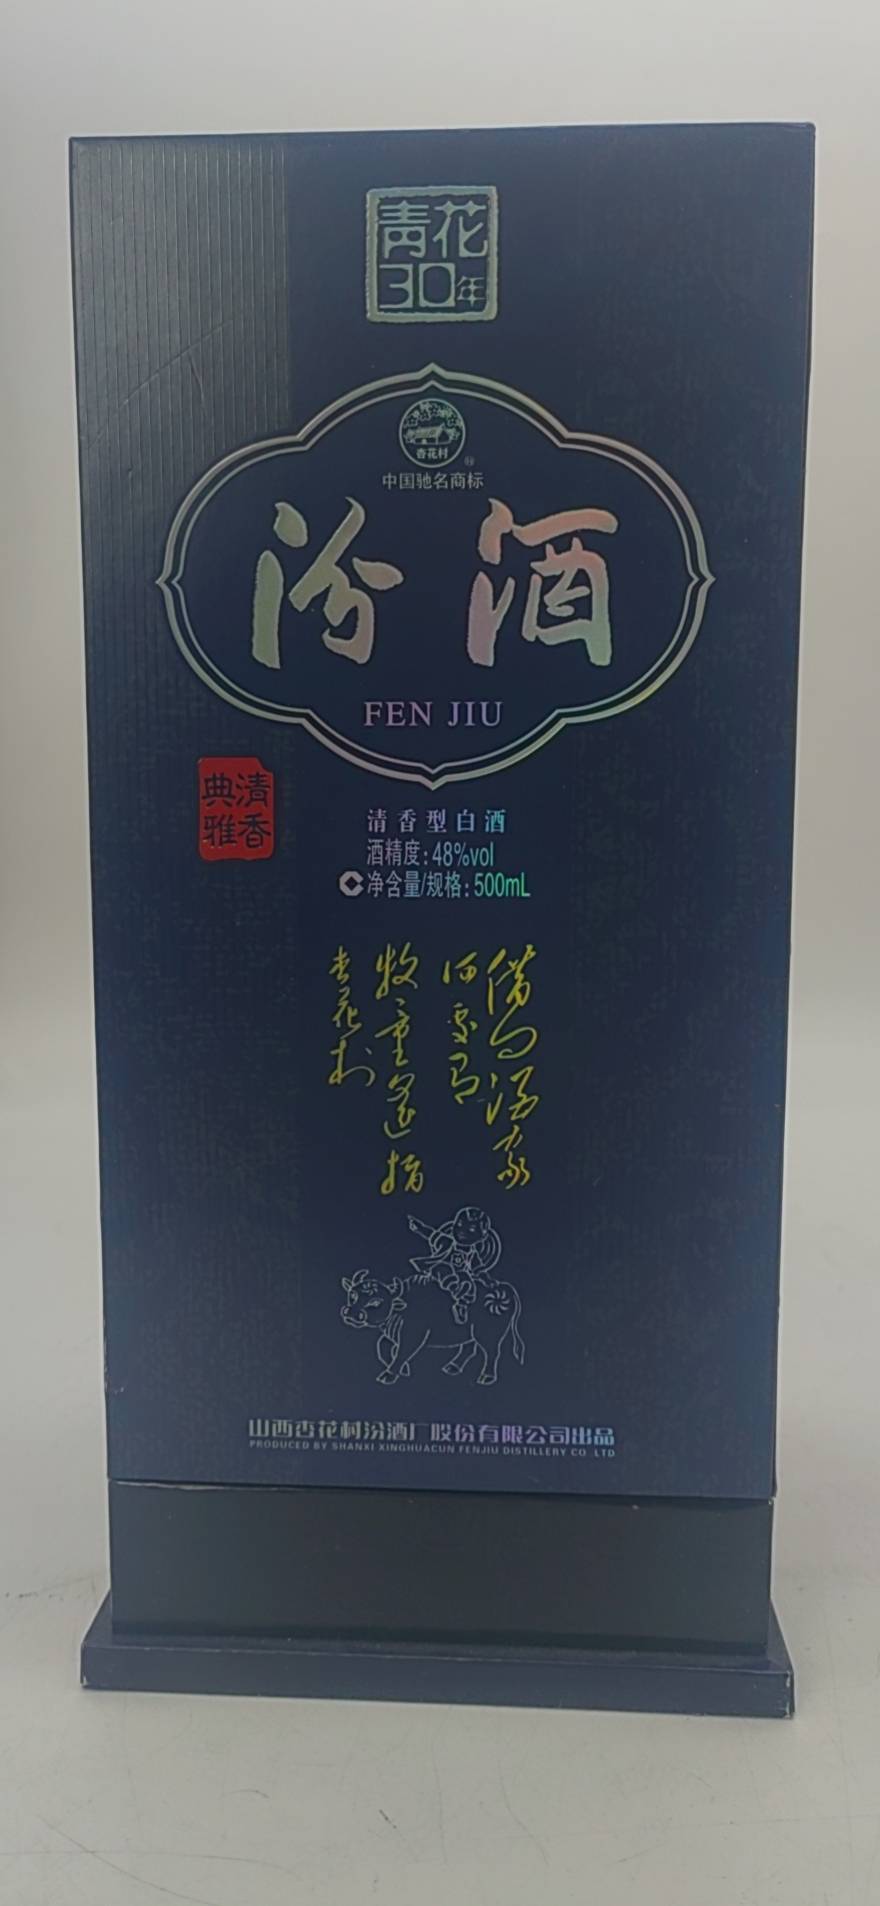 青花
30年
杏花村
中国驰名商标
汾酒
FEN JIU
清香
典雅
清香型白酒
酒精度:48%vol
净含量/规格:500mL
借问酒家
何处有
牧童遥指
杏花村
山西杏花村汾酒厂股份有限公司出品
PRODUCED BY SHANXI XINGHUACUN FENJIU DISTILLERY CO LTD